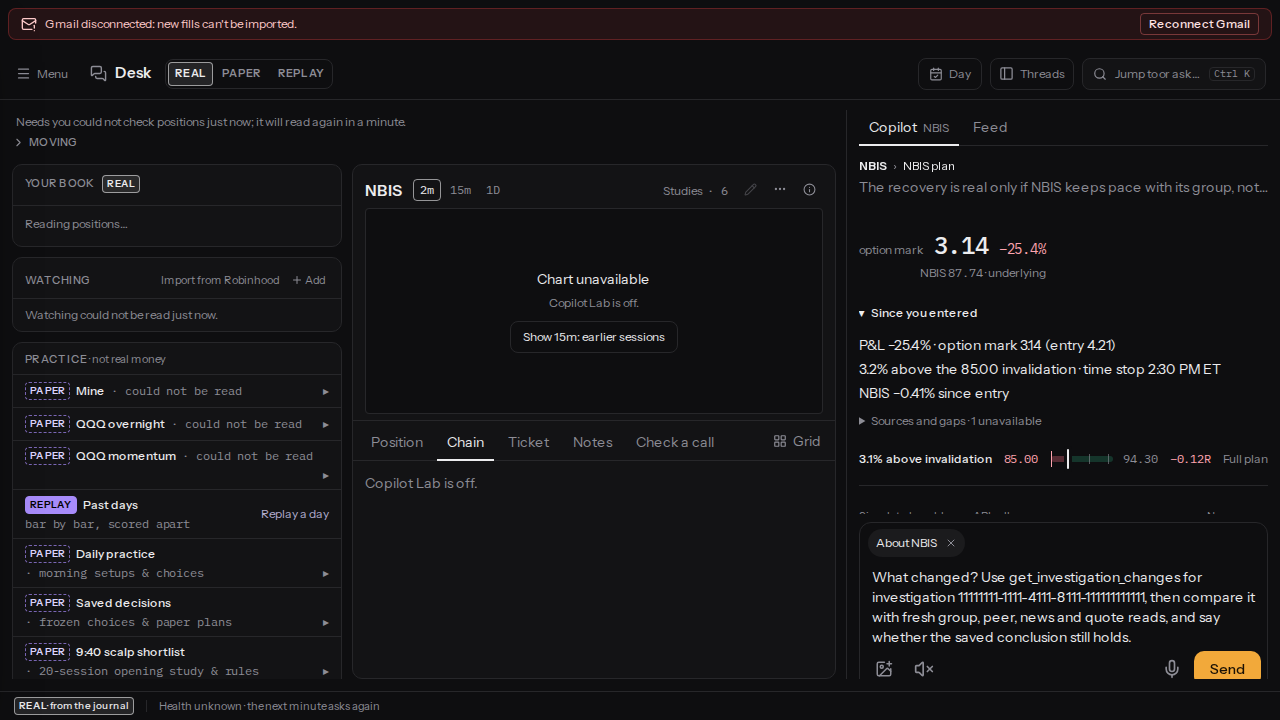 Gmail disconnected: new fills can't be imported.
Reconnect Gmail
Menu
Desk
REAL PAPER REPLAY
Day
Threads
Jump to or ask... Ctrl K
Needs you could not check positions just now; it will read again in a minute.
MOVING
YOUR BOOK REAL
Reading positions...
WATCHING Import from Robinhood + Add
Watching could not be read just now.
PRACTICE · not real money
PAPER Mine · could not be read
PAPER QQQ overnight · could not be read
PAPER QQQ momentum · could not be read
REPLAY Past days
bar by bar, scored apart
Replay a day
PAPER Daily practice
· morning setups & choices
PAPER Saved decisions
· frozen choices & paper plans
PAPER 9:40 scalp shortlist
· 20-session opening study & rules
NBIS 2m 15m 1D
Studies · 6
Chart unavailable
Copilot Lab is off.
Show 15m: earlier sessions
Position Chain Ticket Notes Check a call Grid
Copilot Lab is off.
Copilot NBIS Feed
NBIS › NBIS plan
The recovery is real only if NBIS keeps pace with its group, not...
option mark 3.14 −25.4%
NBIS 87.74 · underlying
▾ Since you entered
P&L −25.4% · option mark 3.14 (entry 4.21)
3.2% above the 85.00 invalidation · time stop 2:30 PM ET
NBIS −0.41% since entry
▸ Sources and gaps · 1 unavailable
3.1% above invalidation 85.00 94.30 −0.12R Full plan
About NBIS ×
What changed? Use get_investigation_changes for
investigation 11111111-1111-4111-8111-111111111111, then compare it
with fresh group, peer, news and quote reads, and say
whether the saved conclusion still holds.
Send
REAL · from the journal
Health unknown · the next minute asks again